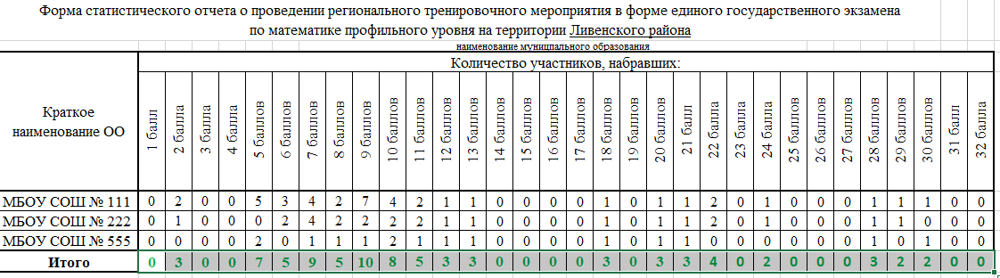 Форма статистического отчета о проведении регионального тренировочного мероприятия в форме единого государственного экзамена
по математике профильного уровня на территории Ливенского района
наименование муницпального образования
Краткое
наименование ОО
Количество участников, набравших:
1 балл
2 балла
3 балла
4 балла
5 баллов
6 баллов
7 баллов
8 баллов
9 баллов
10 баллов
11 баллов
12 баллов
13 баллов
14 баллов
15 баллов
16 баллов
17 баллов
18 баллов
19 баллов
20 баллов
21 балл
22 балла
23 балла
24 балла
25 баллов
26 баллов
27 баллов
28 баллов
29 баллов
30 баллов
31 балл
32 балла
МБОУ СОШ № 111 0 2 0 0 5 3 4 2 7 4 2 1 1 0 0 0 0 1 0 1 1 2 0 1 0 0 0 1 1 1 0 0
МБОУ СОШ № 222 0 1 0 0 0 2 4 2 2 2 2 1 1 0 0 0 0 1 0 1 1 2 0 1 0 0 0 1 1 0 0 0
МБОУ СОШ № 555 0 0 0 0 2 0 1 1 1 2 1 1 1 0 0 0 0 1 0 1 1 0 0 0 0 0 0 1 0 1 0 0
Итого 0 3 0 0 7 5 9 5 10 8 5 3 3 0 0 0 0 3 0 3 3 4 0 2 0 0 0 3 2 2 0 0